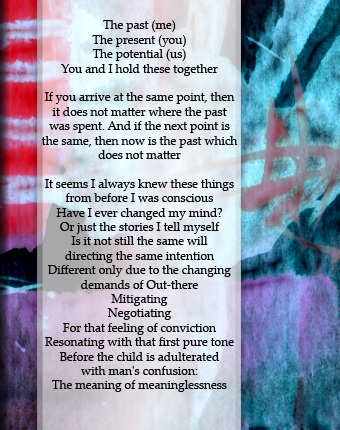 The past (me)
The present (you)
The potential (us)
You and I hold these together
If you arrive at the same point, then
it does not matter where the past
was spent. And if the next point is
the same, then now is the past which
does not matter
It seems I always knew these things
from before I was conscious
Have I ever changed my mind?
Or just the stories I tell myself
Is it not still the same will
directing the same intention
Different only due to the changing
demands of Out-there
Mitigating
Negotiating
For that feeling of conviction
Resonating with that first pure tone
Before the child is adulterated
with man's confusion:
The meaning of meaninglessness